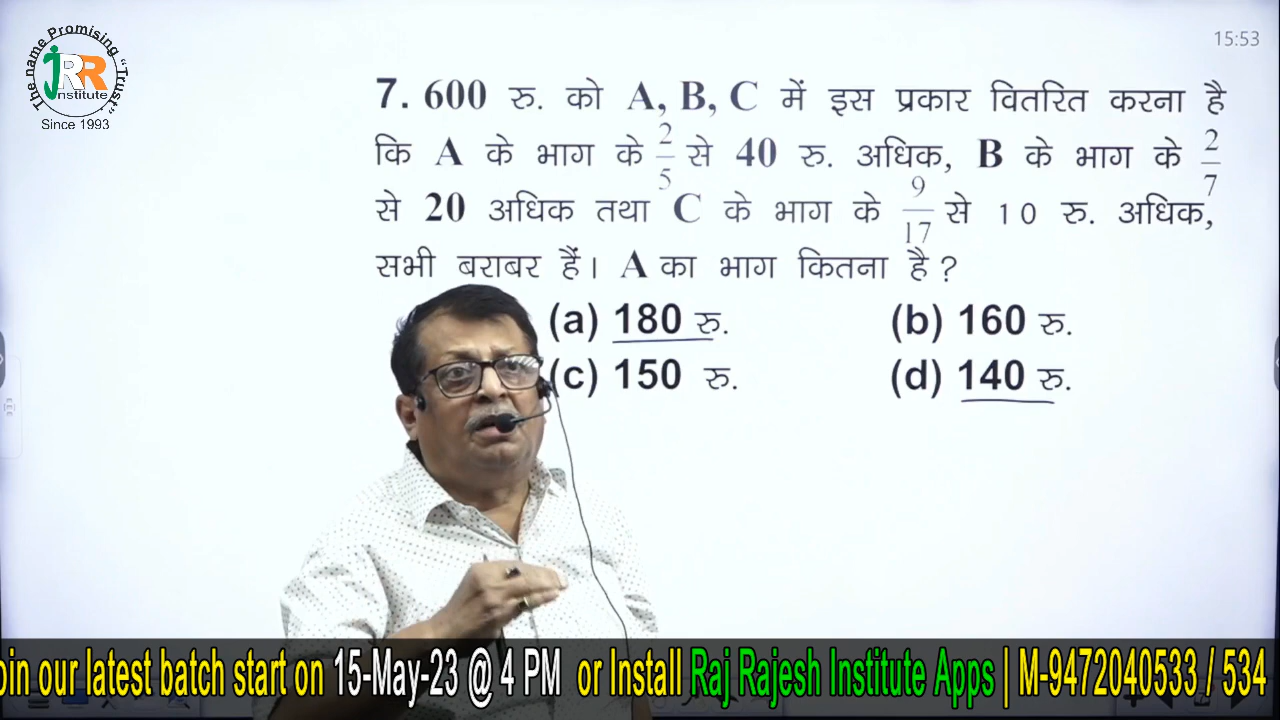 The name Promising "Trust"
JRR
Institute
Since 1993
15:53
7. 600 रु. को A, B, C में इस प्रकार वितरित करना है
कि A के भाग के 2/5 से 40 रु. अधिक, B के भाग के 2/7
से 20 अधिक तथा C के भाग के 9/17 से 10 रु. अधिक,
सभी बराबर हैं। A का भाग कितना है ?
(a) 180 रु. (b) 160 रु.
(c) 150 रु. (d) 140 रु.
oin our latest batch start on 15-May-23 @ 4 PM or Install Raj Rajesh Institute Apps | M-9472040533 / 534